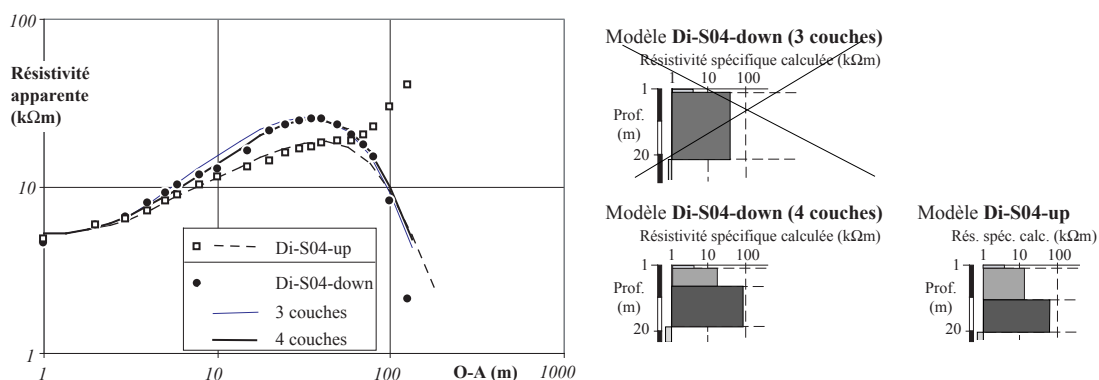 100
Résistivité
apparente
(kΩm)
10
1
1
10
100
O-A (m)
1000
Di-S04-up
Di-S04-down
3 couches
4 couches
Modèle Di-S04-down (3 couches)
Résistivité spécifique calculée (kΩm)
1 10 100
1
Prof.
(m)
20
Modèle Di-S04-down (4 couches)
Résistivité spécifique calculée (kΩm)
1 10 100
1
Prof.
(m)
20
Modèle Di-S04-up
Rés. spéc. calc. (kΩm)
1 10 100
1
Prof.
(m)
20